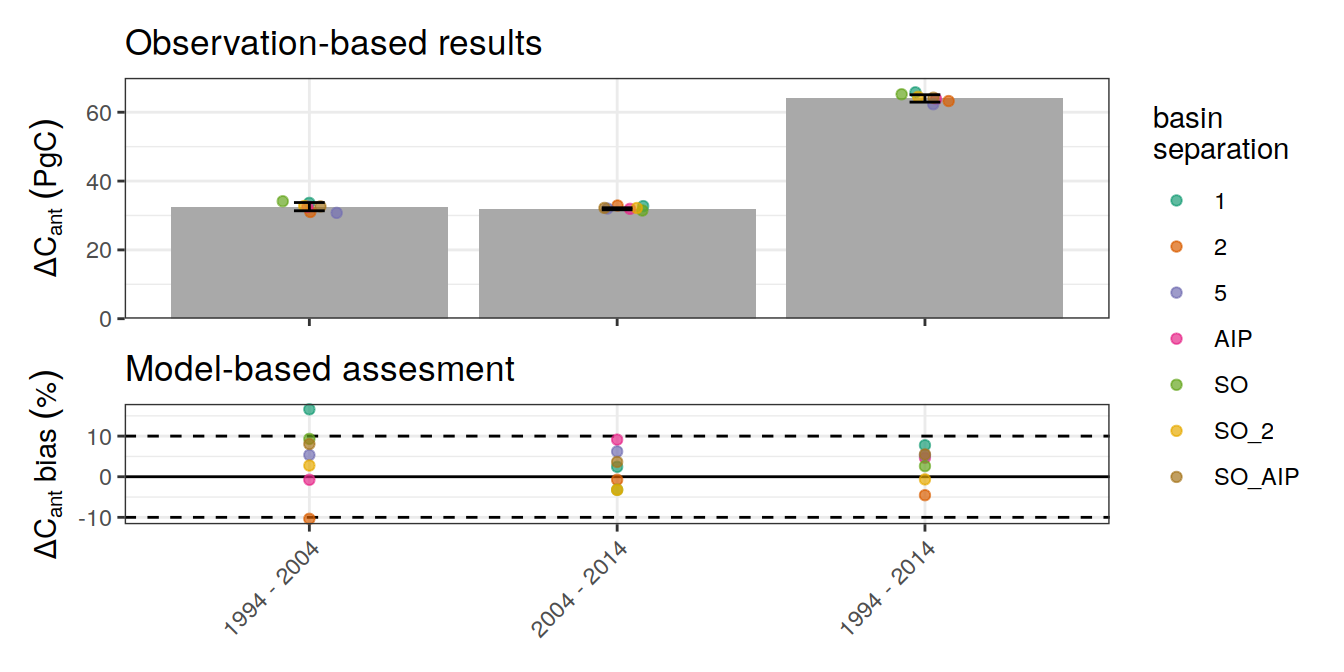 Observation-based results
ΔCant (PgC)
60
40
20
0
Model-based assesment
ΔCant bias (%)
10
0
-10
1994 - 2004
2004 - 2014
1994 - 2014
basin
separation
1
2
5
AIP
SO
SO_2
SO_AIP